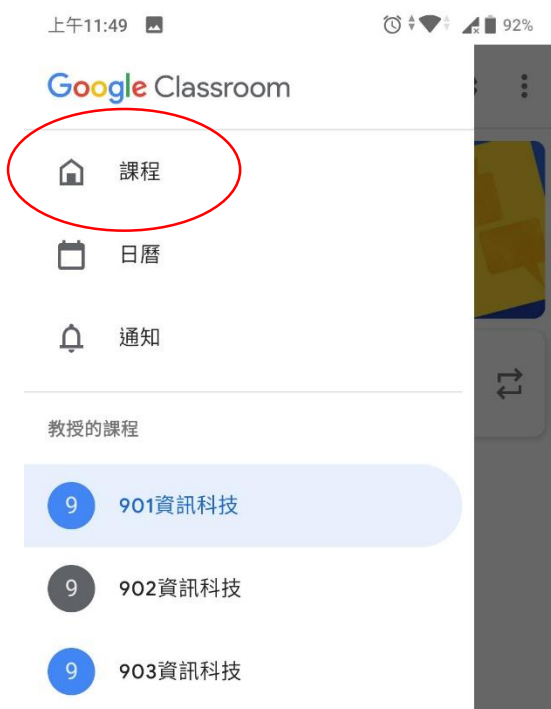 上午11:49 92%
Google Classroom
課程
日曆
通知
教授的課程
9 901資訊科技
9 902資訊科技
9 903資訊科技